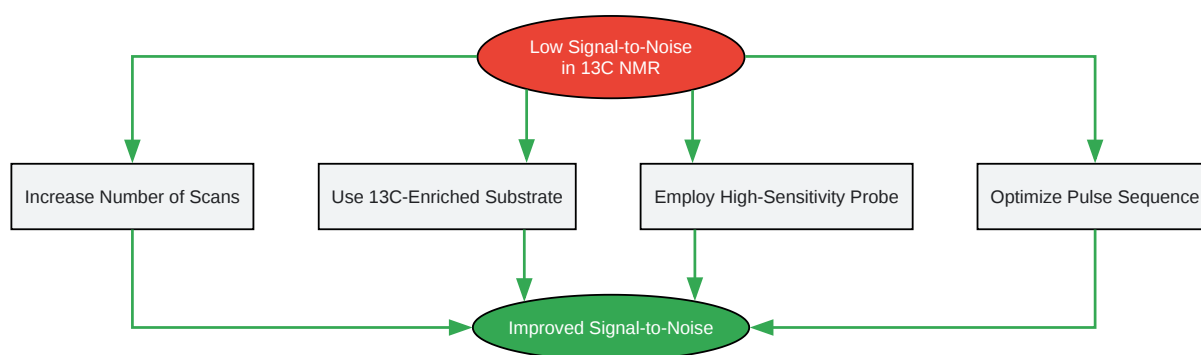 Low Signal-to-Noise
in 13C NMR
Increase Number of Scans
Use 13C-Enriched Substrate
Employ High-Sensitivity Probe
Optimize Pulse Sequence
Improved Signal-to-Noise